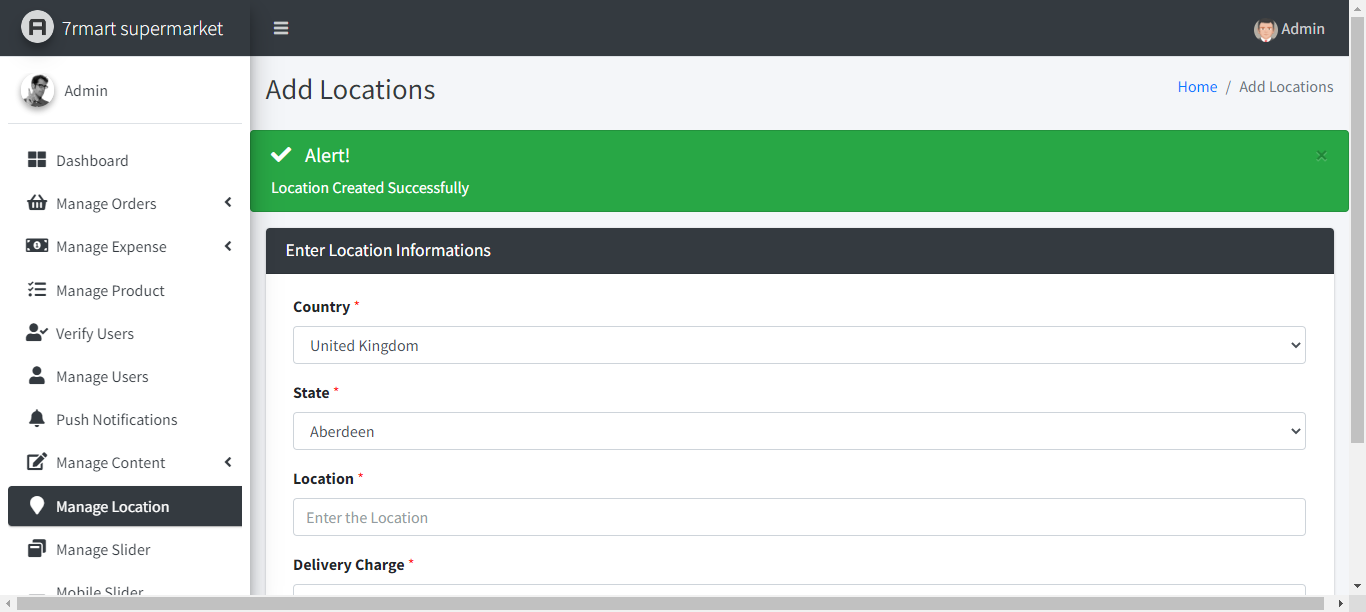 7rmart supermarket
Admin
Admin
Add Locations
Home / Add Locations
Alert!
×
Location Created Successfully
Dashboard
Manage Orders
Manage Expense
Manage Product
Verify Users
Manage Users
Push Notifications
Manage Content
Manage Location
Manage Slider
Mobile Slider
Enter Location Informations
Country *
United Kingdom
State *
Aberdeen
Location *
Enter the Location
Delivery Charge *